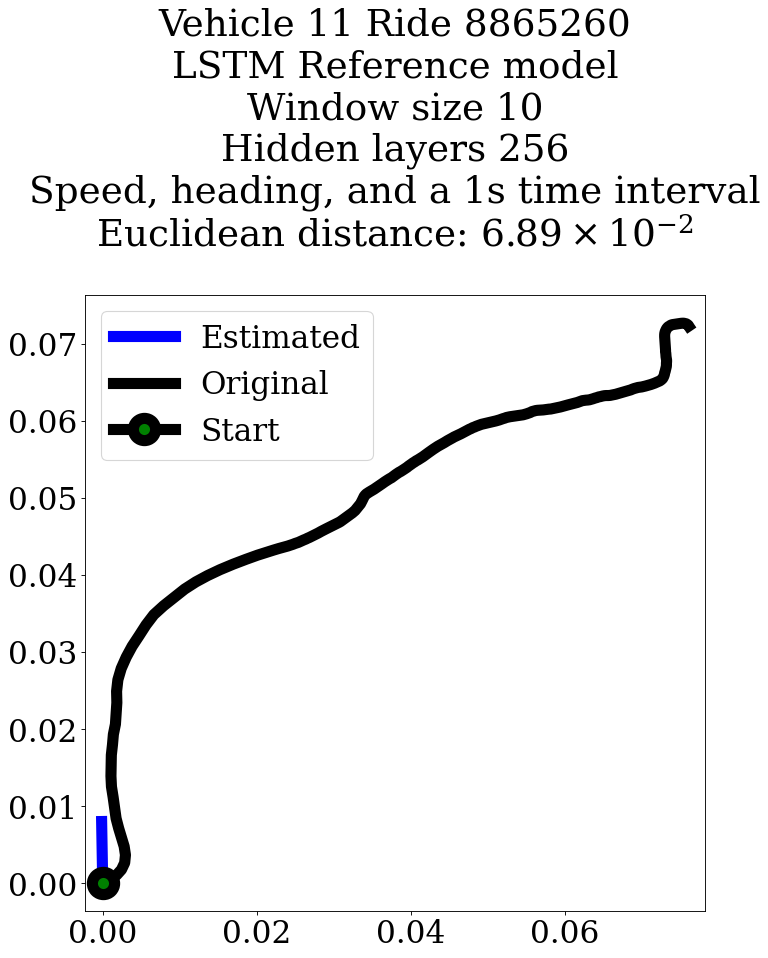 Vehicle 11 Ride 8865260
LSTM Reference model
Window size 10
Hidden layers 256
Speed, heading, and a 1s time interval
Euclidean distance: 6.89 × 10⁻²
Estimated
Original
Start
0.07
0.06
0.05
0.04
0.03
0.02
0.01
0.00
0.00 0.02 0.04 0.06